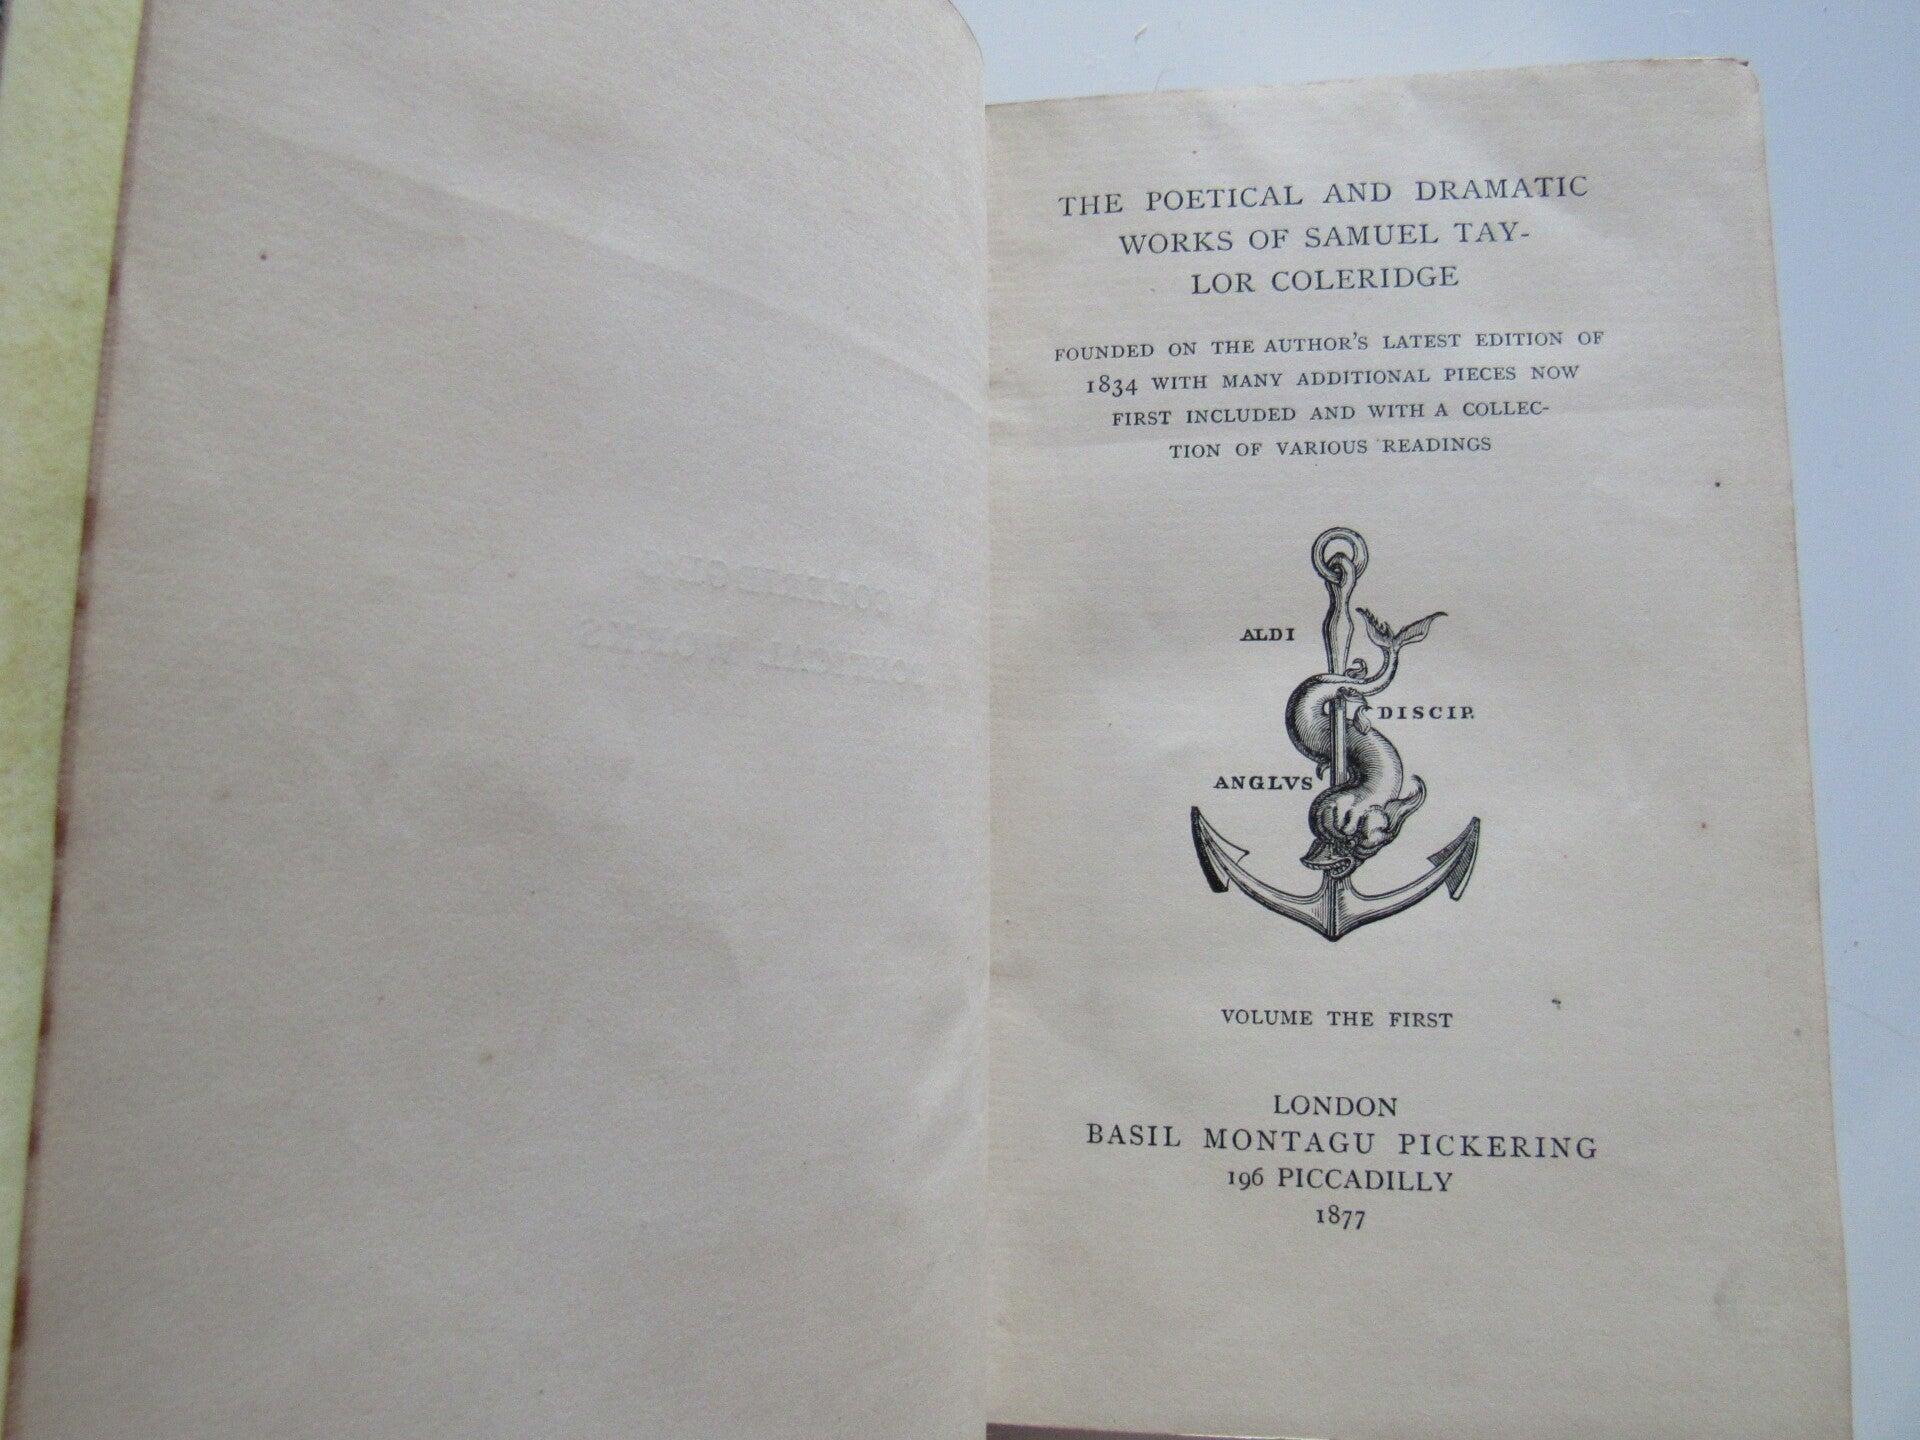 THE POETICAL AND DRAMATIC
WORKS OF SAMUEL TAY-
LOR COLERIDGE
FOUNDED ON THE AUTHOR'S LATEST EDITION OF
1834 WITH MANY ADDITIONAL PIECES NOW
FIRST INCLUDED AND WITH A COLLEC-
TION OF VARIOUS READINGS
ALDI
DISCIP.
ANGLVS
VOLUME THE FIRST
LONDON
BASIL MONTAGU PICKERING
196 PICCADILLY
1877